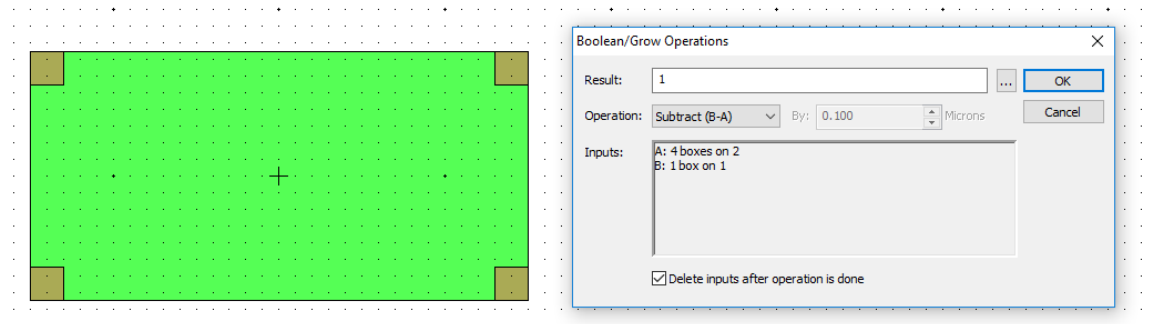 Boolean/Grow Operations
Result: 1 ... OK
Operation: Subtract (B-A) By: 0.100 Microns Cancel
Inputs: A: 4 boxes on 2
B: 1 box on 1
Delete inputs after operation is done